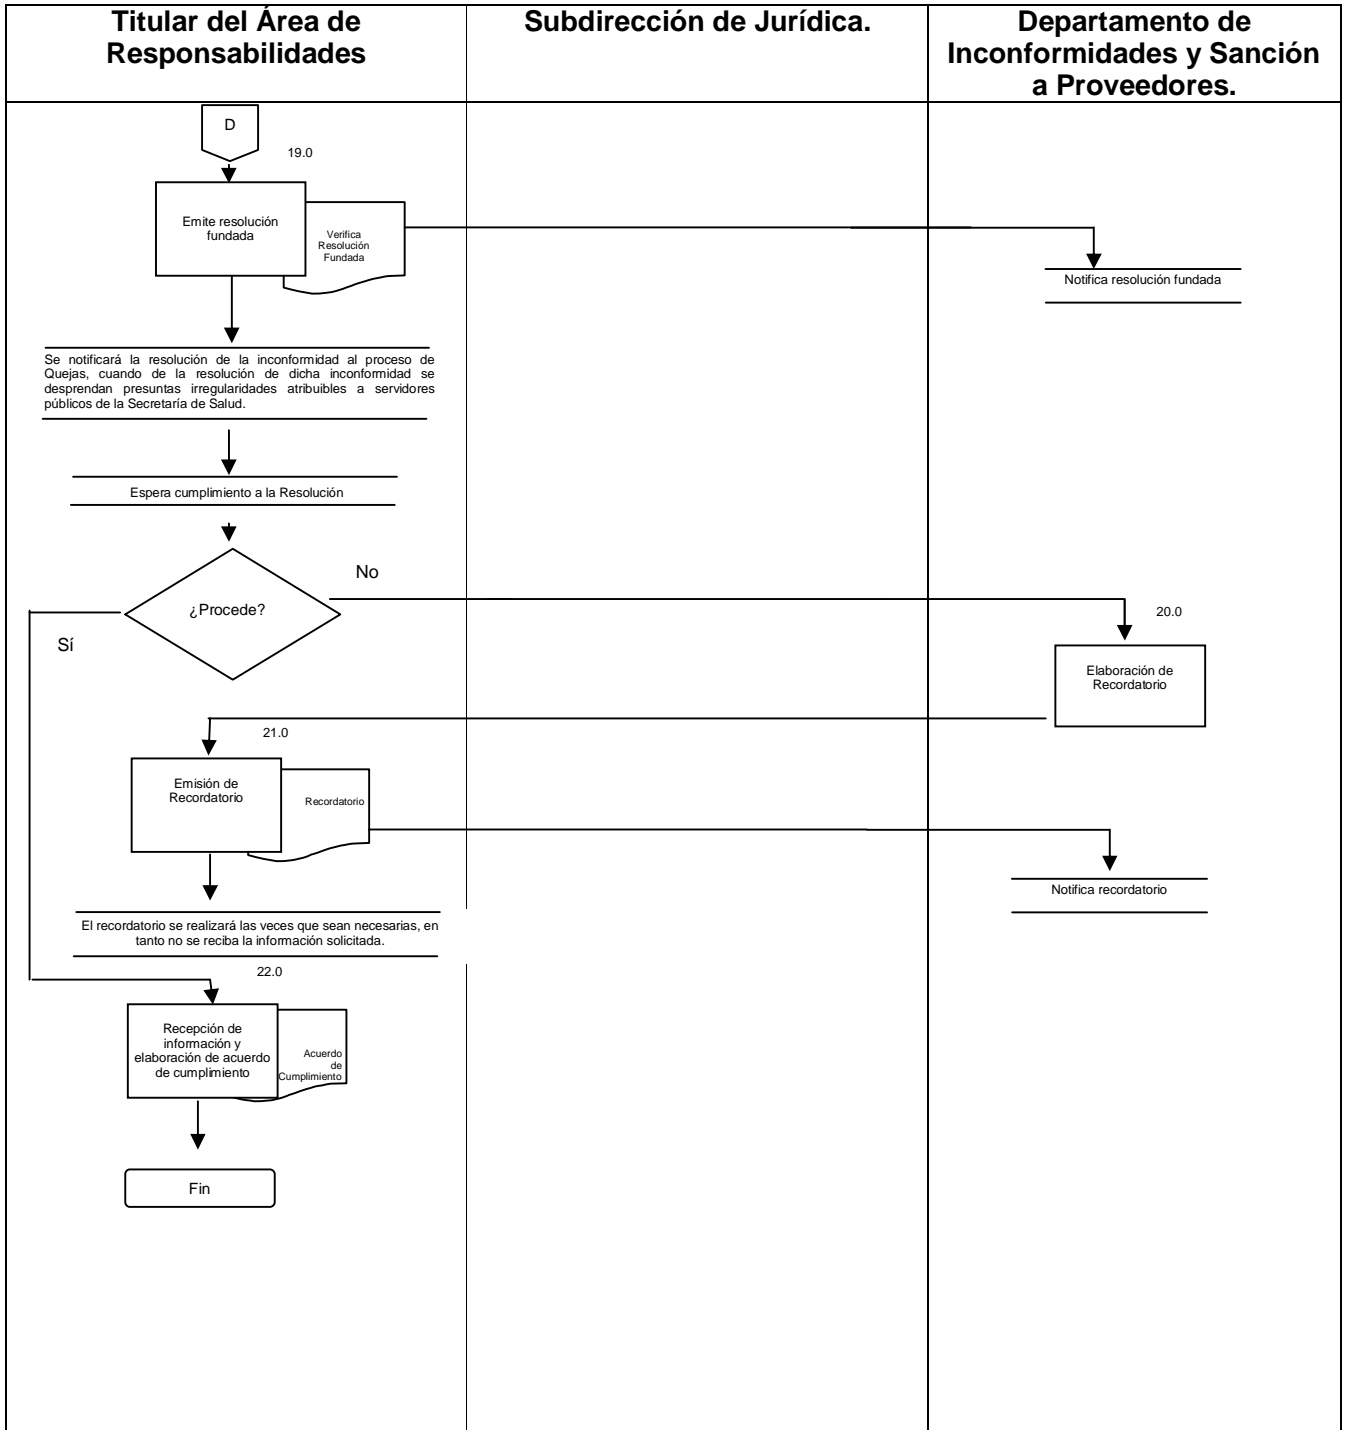 Titular del Área de
Responsabilidades
Subdirección de Jurídica.
Departamento de
Inconformidades y Sanción
a Proveedores.
D
19.0
Emite resolución
fundada
Verifica
Resolución
Fundada
Notifica resolución fundada
Se notificará la resolución de la inconformidad al proceso de
Quejas, cuando de la resolución de dicha inconformidad se
desprendan presuntas irregularidades atribuibles a servidores
públicos de la Secretaría de Salud.
Espera cumplimiento a la Resolución
¿Procede?
No
Sí
20.0
Elaboración de
Recordatorio
21.0
Emisión de
Recordatorio
Recordatorio
Notifica recordatorio
El recordatorio se realizará las veces que sean necesarias, en
tanto no se reciba la información solicitada.
22.0
Recepción de
información y
elaboración de acuerdo
de cumplimiento
Acuerdo
de
Cumplimiento
Fin